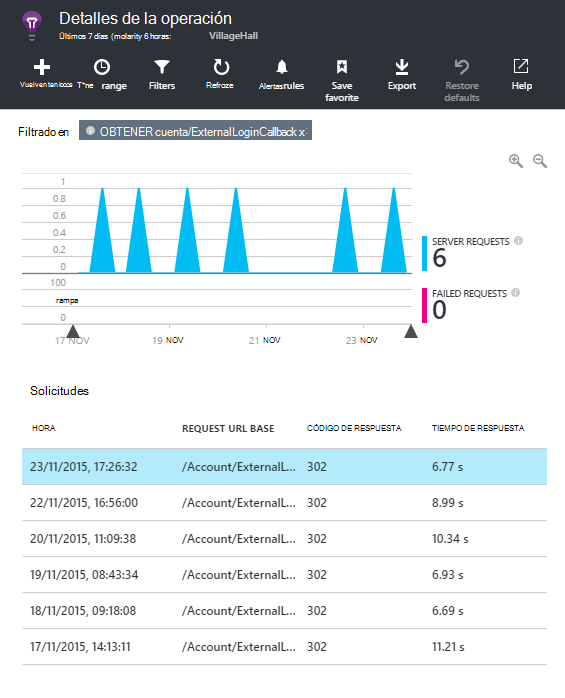 Detalles de la operación
Últimos 7 días (molarity 6 horas: VillageHall
Vuelven ten locos T"ne range Filters Refroze Alertas rules Save favorite Export Restore defaults Help
Filtrado en OBTENER cuenta/ExternalLoginCallback x
1
0.8
0.6
0.4
0.2
0
100
rampa
0
17 NOV 19 NOV 21 NOV 23 NOV
SERVER REQUESTS
6
FAILED REQUESTS
0
Solicitudes
HORA REQUEST URL BASE CÓDIGO DE RESPUESTA TIEMPO DE RESPUESTA
23/11/2015, 17:26:32 /Account/ExternalL... 302 6.77 s
22/11/2015, 16:56:00 /Account/ExternalL... 302 8.99 s
20/11/2015, 11:09:38 /Account/ExternalL... 302 10.34 s
19/11/2015, 08:43:34 /Account/ExternalL... 302 6.93 s
18/11/2015, 09:18:08 /Account/ExternalL... 302 6.69 s
17/11/2015, 14:13:11 /Account/ExternalL... 302 11.21 s